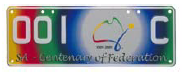 001 C
SA - Centenary of Federation